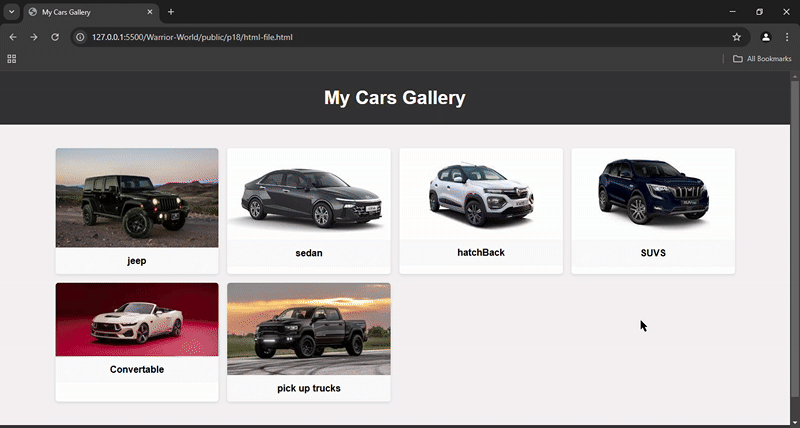 My Cars Gallery
127.0.0.1:5500/Warrior-World/public/p18/html-file.html
All Bookmarks
My Cars Gallery
jeep
sedan
hatchBack
SUVS
Convertable
pick up trucks